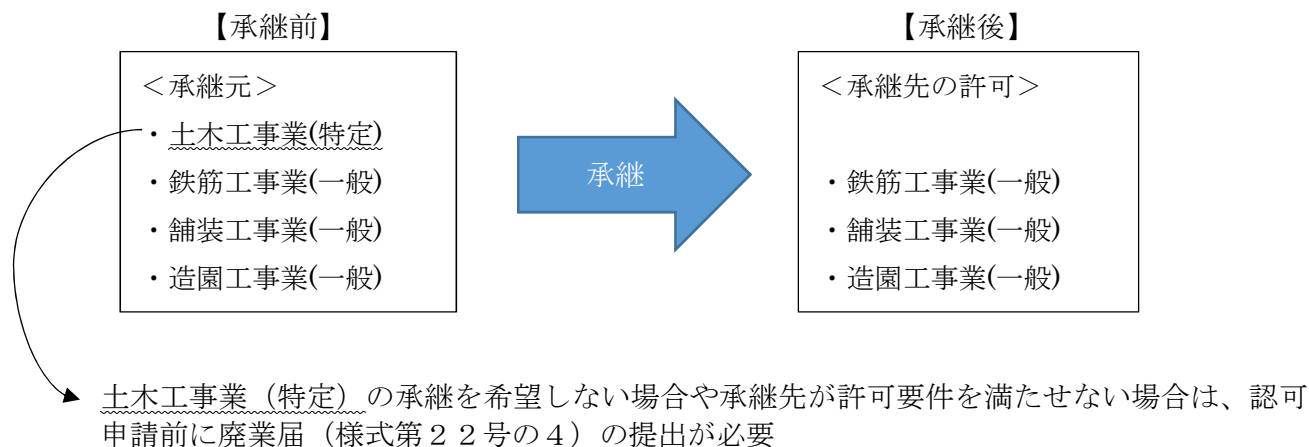 【承継前】
＜承継元＞
・土木工事業(特定)
・鉄筋工事業(一般)
・舗装工事業(一般)
・造園工事業(一般)
承継
【承継後】
＜承継先の許可＞
・鉄筋工事業(一般)
・舗装工事業(一般)
・造園工事業(一般)
土木工事業（特定）の承継を希望しない場合や承継先が許可要件を満たせない場合は、認可
申請前に廃業届（様式第２２号の４）の提出が必要